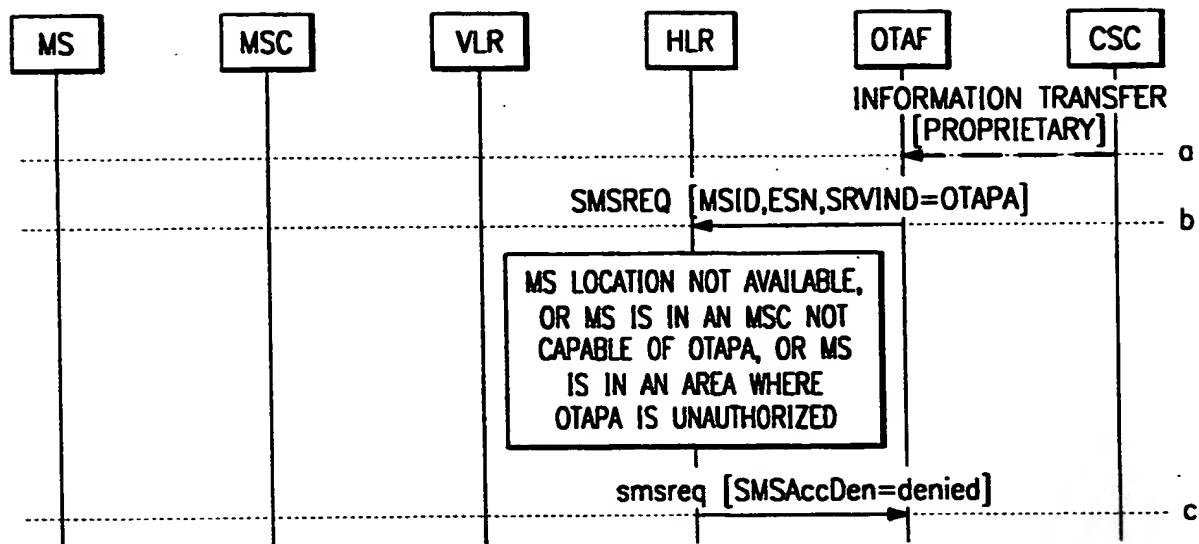 MS MSC VLR HLR OTAF CSC
INFORMATION TRANSFER
[PROPRIETARY]
a
SMSREQ [MSID,ESN,SRVIND=OTAPA]
b
MS LOCATION NOT AVAILABLE,
OR MS IS IN AN MSC NOT
CAPABLE OF OTAPA, OR MS
IS IN AN AREA WHERE
OTAPA IS UNAUTHORIZED
smsreq [SMSAccDen=denied]
c